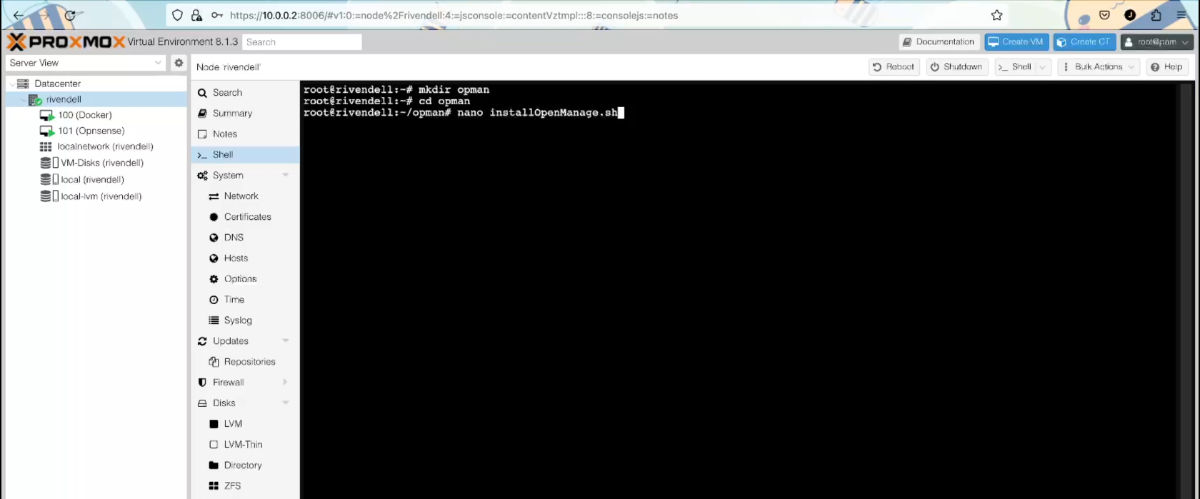 https://10.0.0.2:8006/#v1:0:=node%2Frivendell:4:=jsconsole:=contentVztmpl:::8:=consolejs:=notes
PROXMOX Virtual Environment 8.1.3 Search Documentation Create VM Create CT root@pam
Server View Node 'rivendell' Reboot Shutdown Shell Bulk Actions Help
Datacenter
rivendell
100 (Docker)
101 (Opnsense)
localnetwork (rivendell)
VM-Disks (rivendell)
local (rivendell)
local-lvm (rivendell)
Search
Summary
Notes
Shell
System
Network
Certificates
DNS
Hosts
Options
Time
Syslog
Updates
Repositories
Firewall
Disks
LVM
LVM-Thin
Directory
ZFS
root@rivendell:~# mkdir opman
root@rivendell:~# cd opman
root@rivendell:~/opman# nano installOpenManage.sh